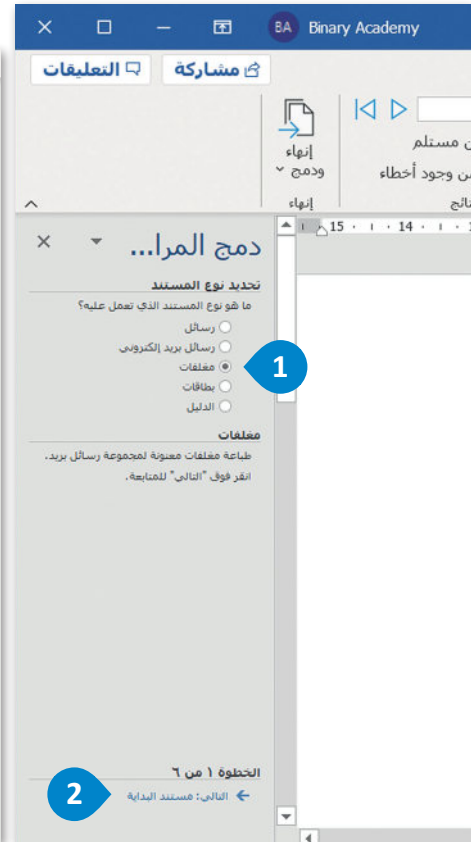 BA Binary Academy
مشاركة
التعليقات
إنهاء
ودمج
ن مستلم
ن وجود أخطاء
إنهاء
تائج
15 · 14 ·
دمج المرا...
تحديد نوع المستند
ما هو نوع المستند الذي تعمل عليه؟
رسائل
رسائل بريد إلكتروني
مغلفات
1
بطاقات
الدليل
مغلفات
طباعة مغلفات معنونة لمجموعة رسائل بريد.
انقر فوق "التالي" للمتابعة.
الخطوة ١ من ٦
التالي: مستند البداية
2